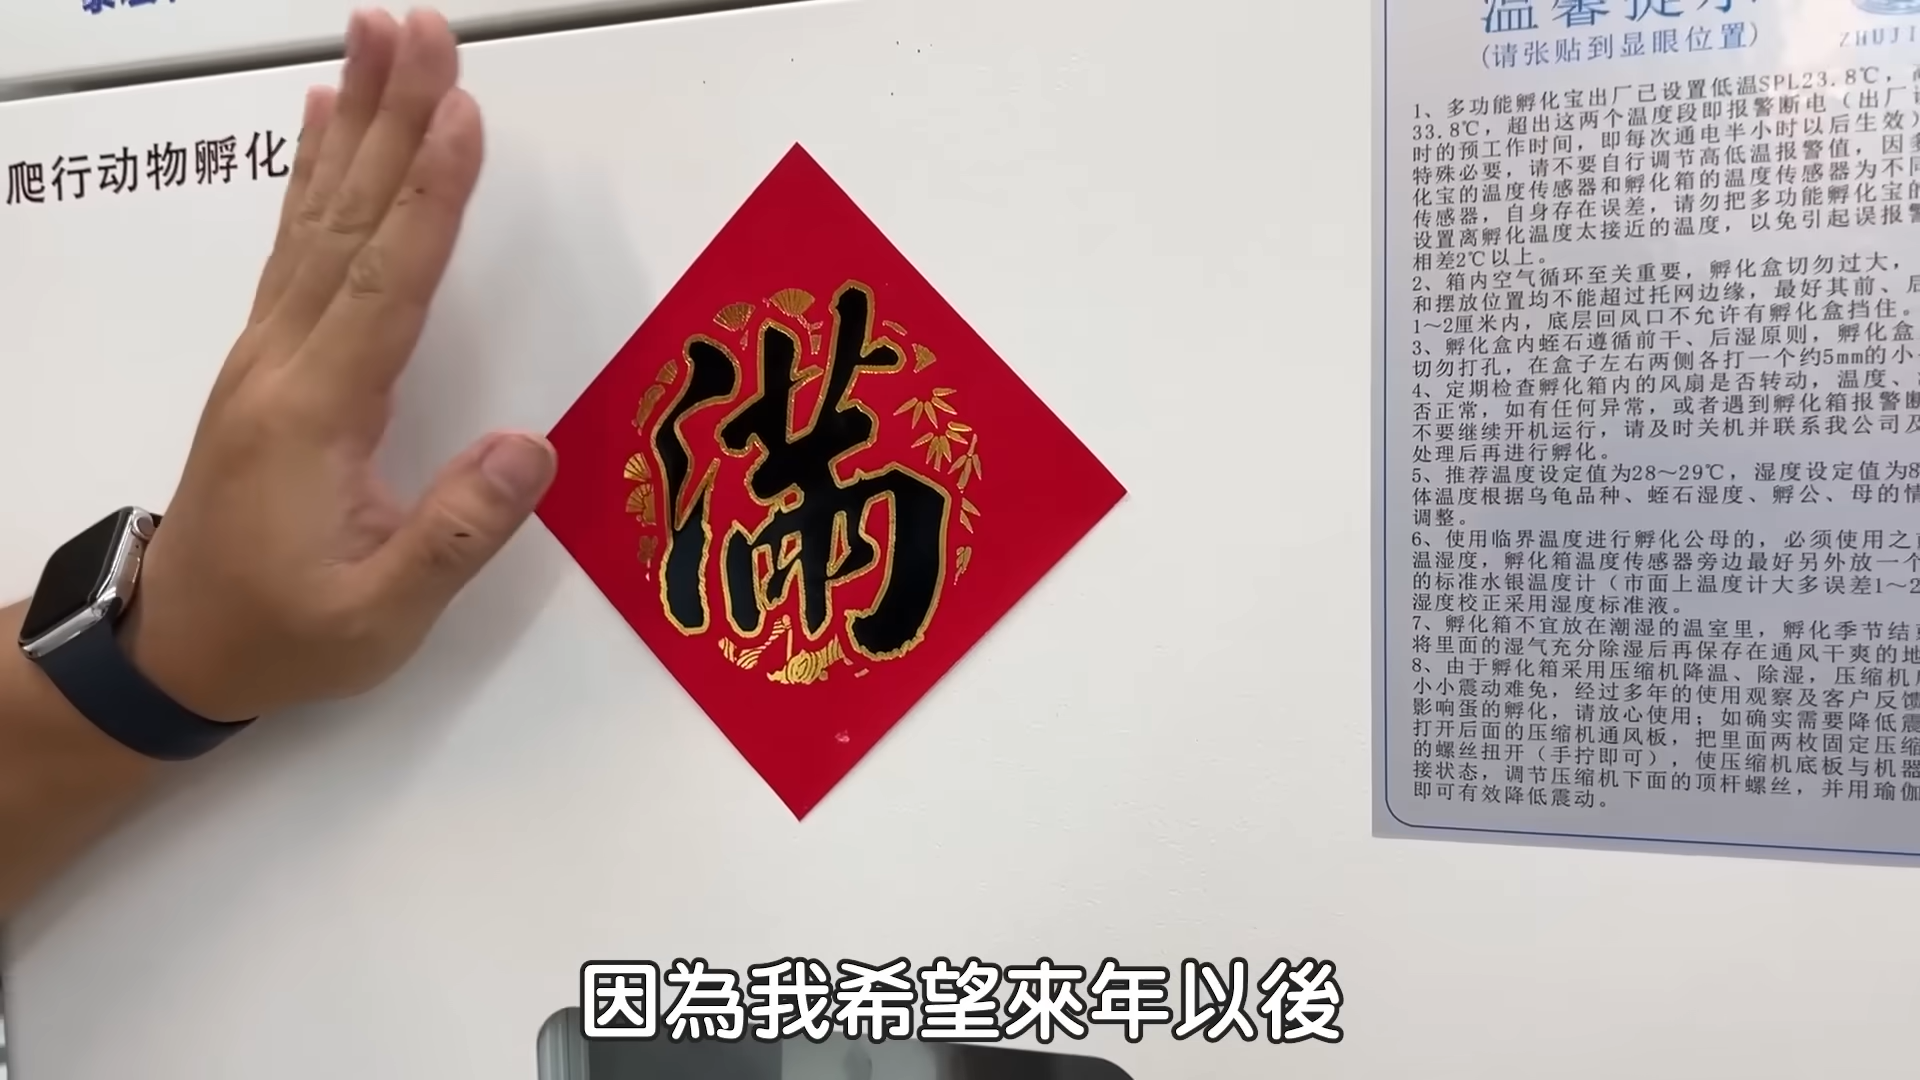 爬行动物孵化
满
温馨提示
(请张贴到显眼位置)
ZHUJI
1、多功能孵化宝出厂已设置低温SPL23.8℃，高
33.8℃，超出这两个温度段即报警断电（出厂设
时的预工作时间，即每次通电半小时以后生效）
特殊必要，请不要自行调节高低温报警值，因多
化宝的温度传感器和孵化箱的温度传感器为不同
传感器，自身存在误差，请勿把多功能孵化宝的
设置离孵化温度太接近的温度，以免引起误报警
相差2℃以上。
2、箱内空气循环至关重要，孵化盒切勿过大，
和摆放位置均不能超过托网边缘，最好其前、后
1～2厘米内，底层回风口不允许有孵化盒挡住。
3、孵化盒内蛭石遵循前干、后湿原则，孵化盒
切勿打孔，在盒子左右两侧各打一个约5mm的小
4、定期检查孵化箱内的风扇是否转动，温度、
否正常，如有任何异常，或者遇到孵化箱报警断
不要继续开机运行，请及时关机并联系我公司及
处理后再进行孵化。
5、推荐温度设定值为28～29℃，湿度设定值为8
体温度根据乌龟品种、蛭石湿度、孵公、母的情
调整。
6、使用临界温度进行孵化公母的，必须使用之前
温湿度，孵化箱温度传感器旁边最好另外放一个
的标准水银温度计（市面上温度计大多误差1～2
湿度校正采用湿度标准液。
7、孵化箱不宜放在潮湿的温室里，孵化季节结束
将里面的湿气充分除湿后再保存在通风干爽的地
8、由于孵化箱采用压缩机降温、除湿，压缩机
小小震动难免，经过多年的使用观察及客户反馈
影响蛋的孵化，请放心使用；如确实需要降低震
打开后面的压缩机通风板，把里面两枚固定压缩
的螺丝扭开（手拧即可），使压缩机底板与机器
接状态，调节压缩机下面的顶杆螺丝，并用瑜伽
即可有效降低震动。
因為我希望來年以後